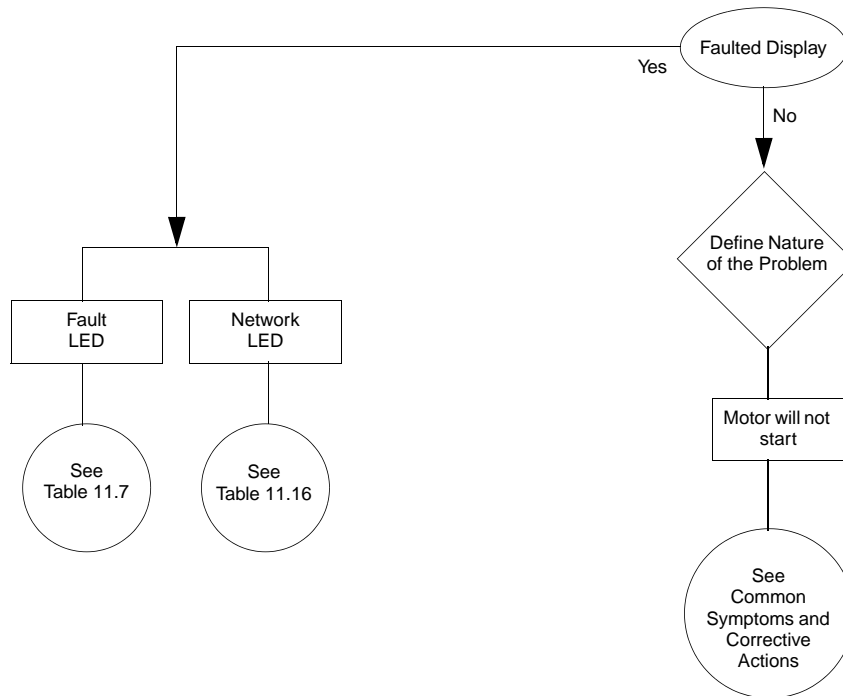 Faulted Display
Yes
No
Define Nature
of the Problem
Fault
LED
Network
LED
Motor will not
start
See
Table 11.7
See
Table 11.16
See
Common
Symptoms and
Corrective
Actions